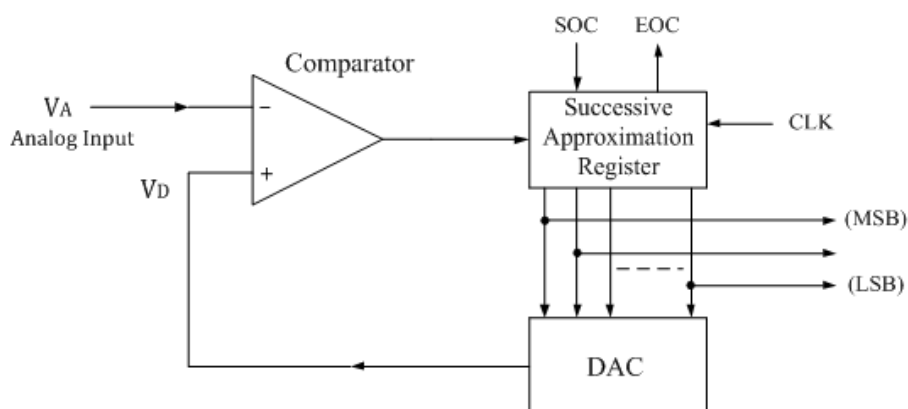 SOC EOC
Comparator
VA
Analog Input
−
Successive
Approximation
Register
CLK
+
VD
(MSB)
(LSB)
DAC